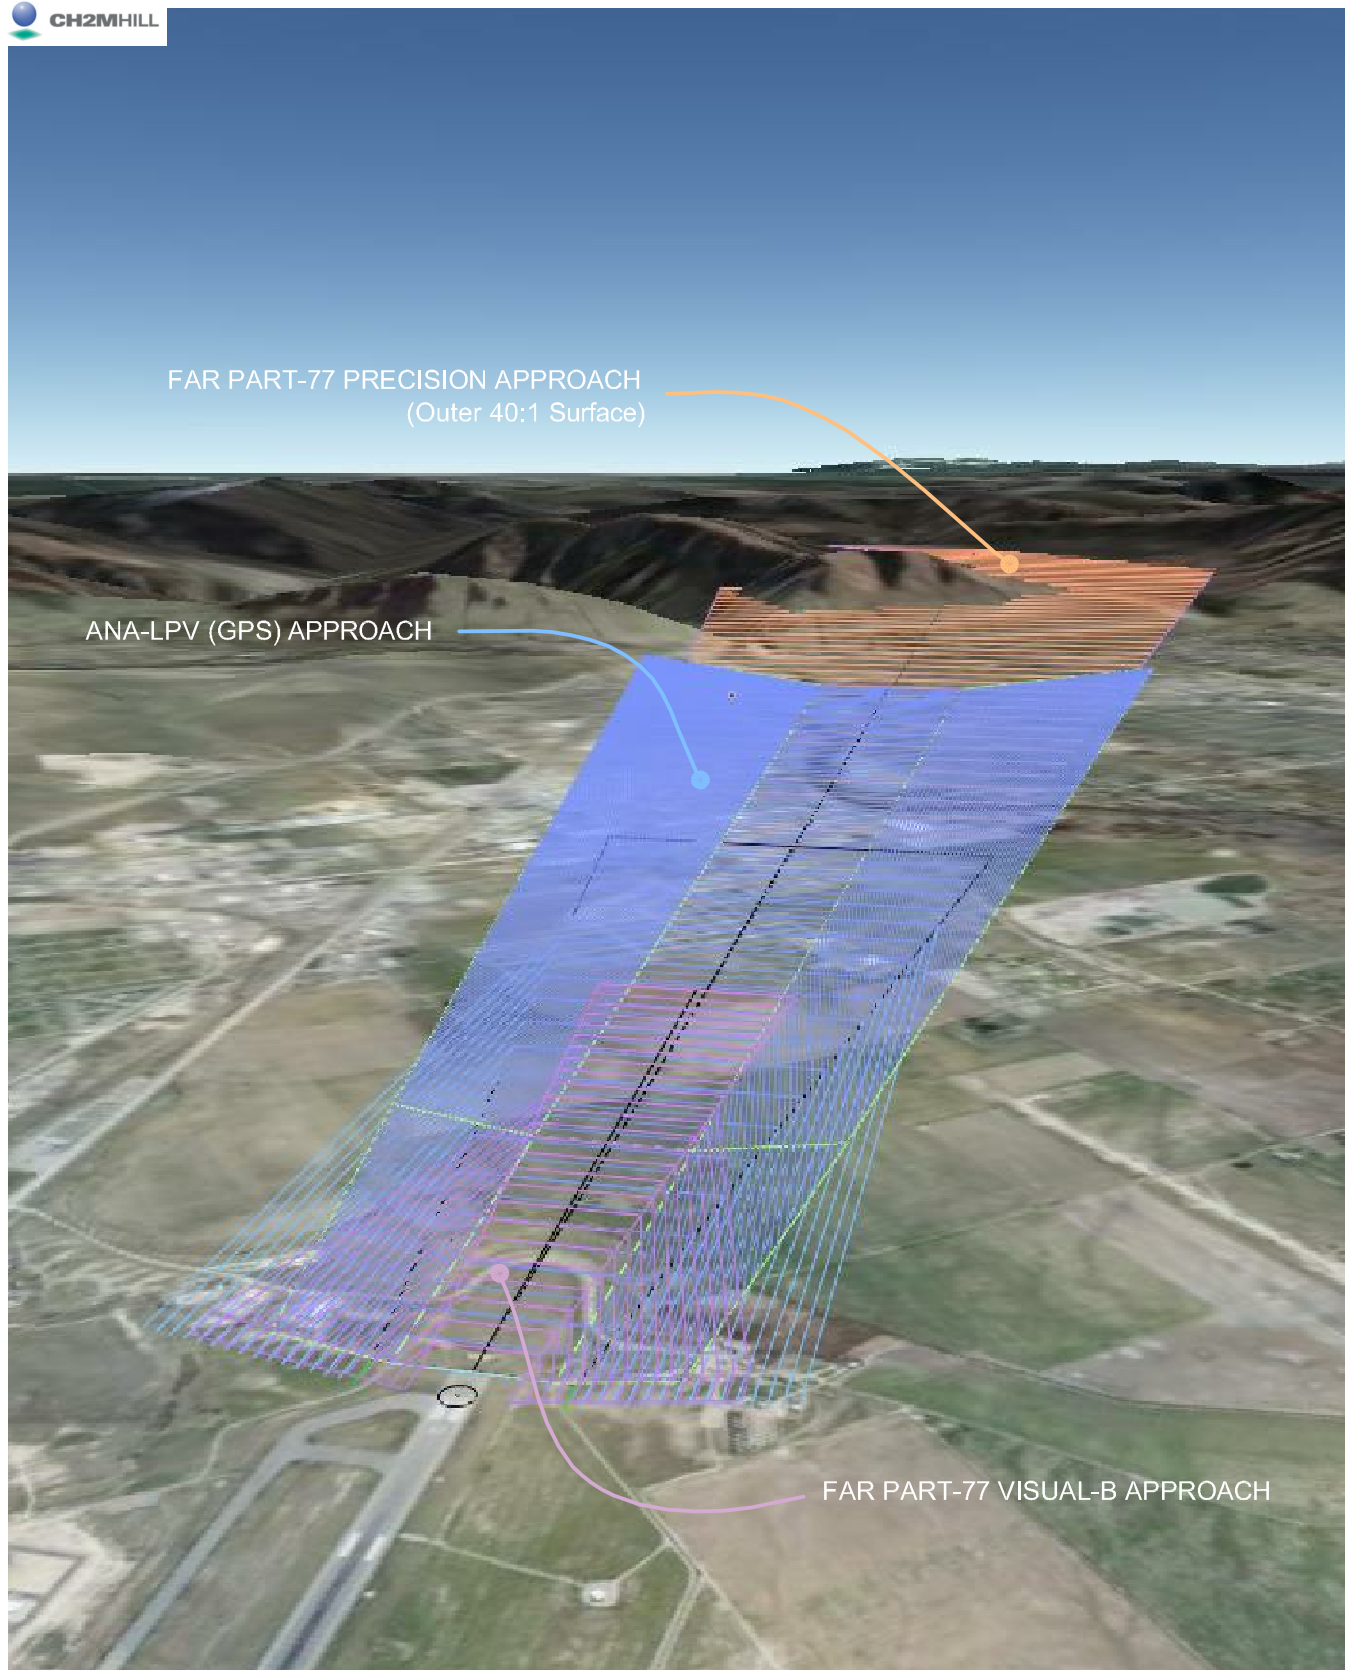 CH2MHILL
FAR PART-77 PRECISION APPROACH
(Outer 40:1 Surface)
ANA-LPV (GPS) APPROACH
FAR PART-77 VISUAL-B APPROACH